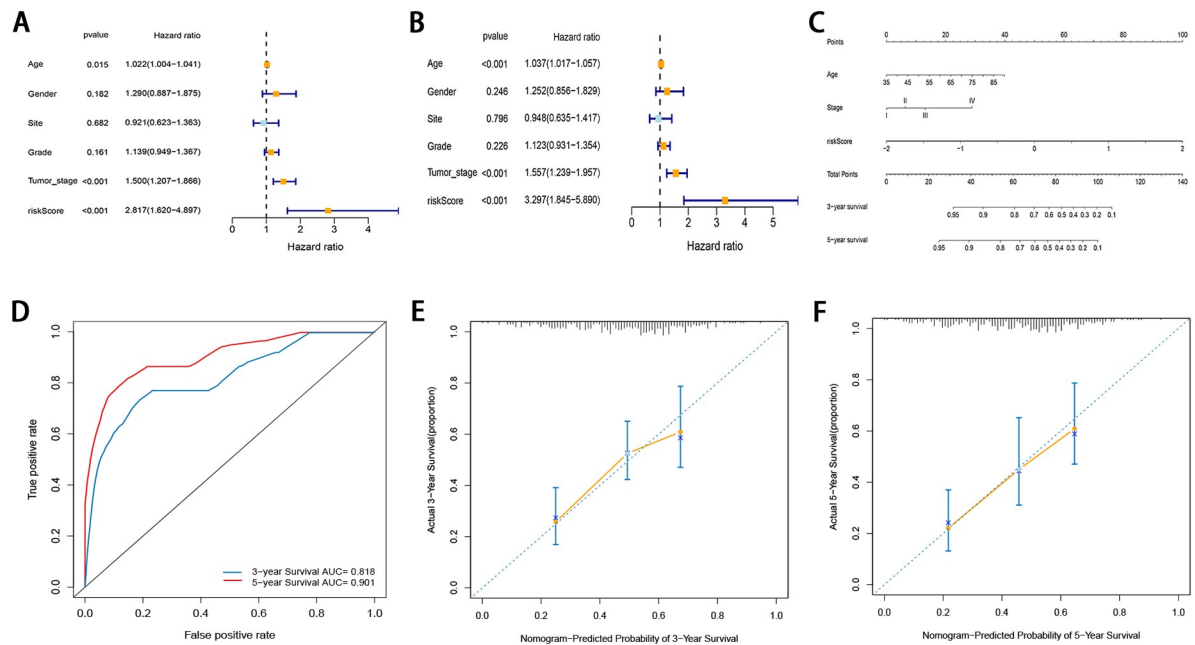 A
pvalue Hazard ratio
Age 0.015 1.022(1.004−1.041)
Gender 0.182 1.290(0.887−1.875)
Site 0.682 0.921(0.623−1.363)
Grade 0.161 1.139(0.949−1.367)
Tumor_stage <0.001 1.500(1.207−1.866)
riskScore <0.001 2.817(1.620−4.897)
0 1 2 3 4
Hazard ratio
B
pvalue Hazard ratio
Age <0.001 1.037(1.017−1.057)
Gender 0.246 1.252(0.856−1.829)
Site 0.796 0.948(0.635−1.417)
Grade 0.226 1.123(0.931−1.354)
Tumor_stage <0.001 1.557(1.239−1.957)
riskScore <0.001 3.297(1.845−5.890)
0 1 2 3 4 5
Hazard ratio
C
0 20 40 60 80 100
Points
Age
35 45 55 65 75 85
Stage
II IV
I III
riskScore
−2 −1 0 1 2
Total Points
0 20 40 60 80 100 120 140
3−year survival
0.95 0.9 0.8 0.7 0.6 0.5 0.4 0.3 0.2 0.1
5−year survival
0.95 0.9 0.8 0.7 0.6 0.5 0.4 0.3 0.2 0.1
D
True positive rate
1.0
0.8
0.6
0.4
0.2
0.0
3−year Survival AUC= 0.818
5−year Survival AUC= 0.901
0.0 0.2 0.4 0.6 0.8 1.0
False positive rate
E
Actual 3−Year Survival(proportion)
1.0
0.8
0.6
0.4
0.2
0.0
0.0 0.2 0.4 0.6 0.8 1.0
Nomogram−Predicted Probability of 3−Year Survival
F
Actual 5−Year Survival(proportion)
1.0
0.8
0.6
0.4
0.2
0.0
0.0 0.2 0.4 0.6 0.8 1.0
Nomogram−Predicted Probability of 5−Year Survival